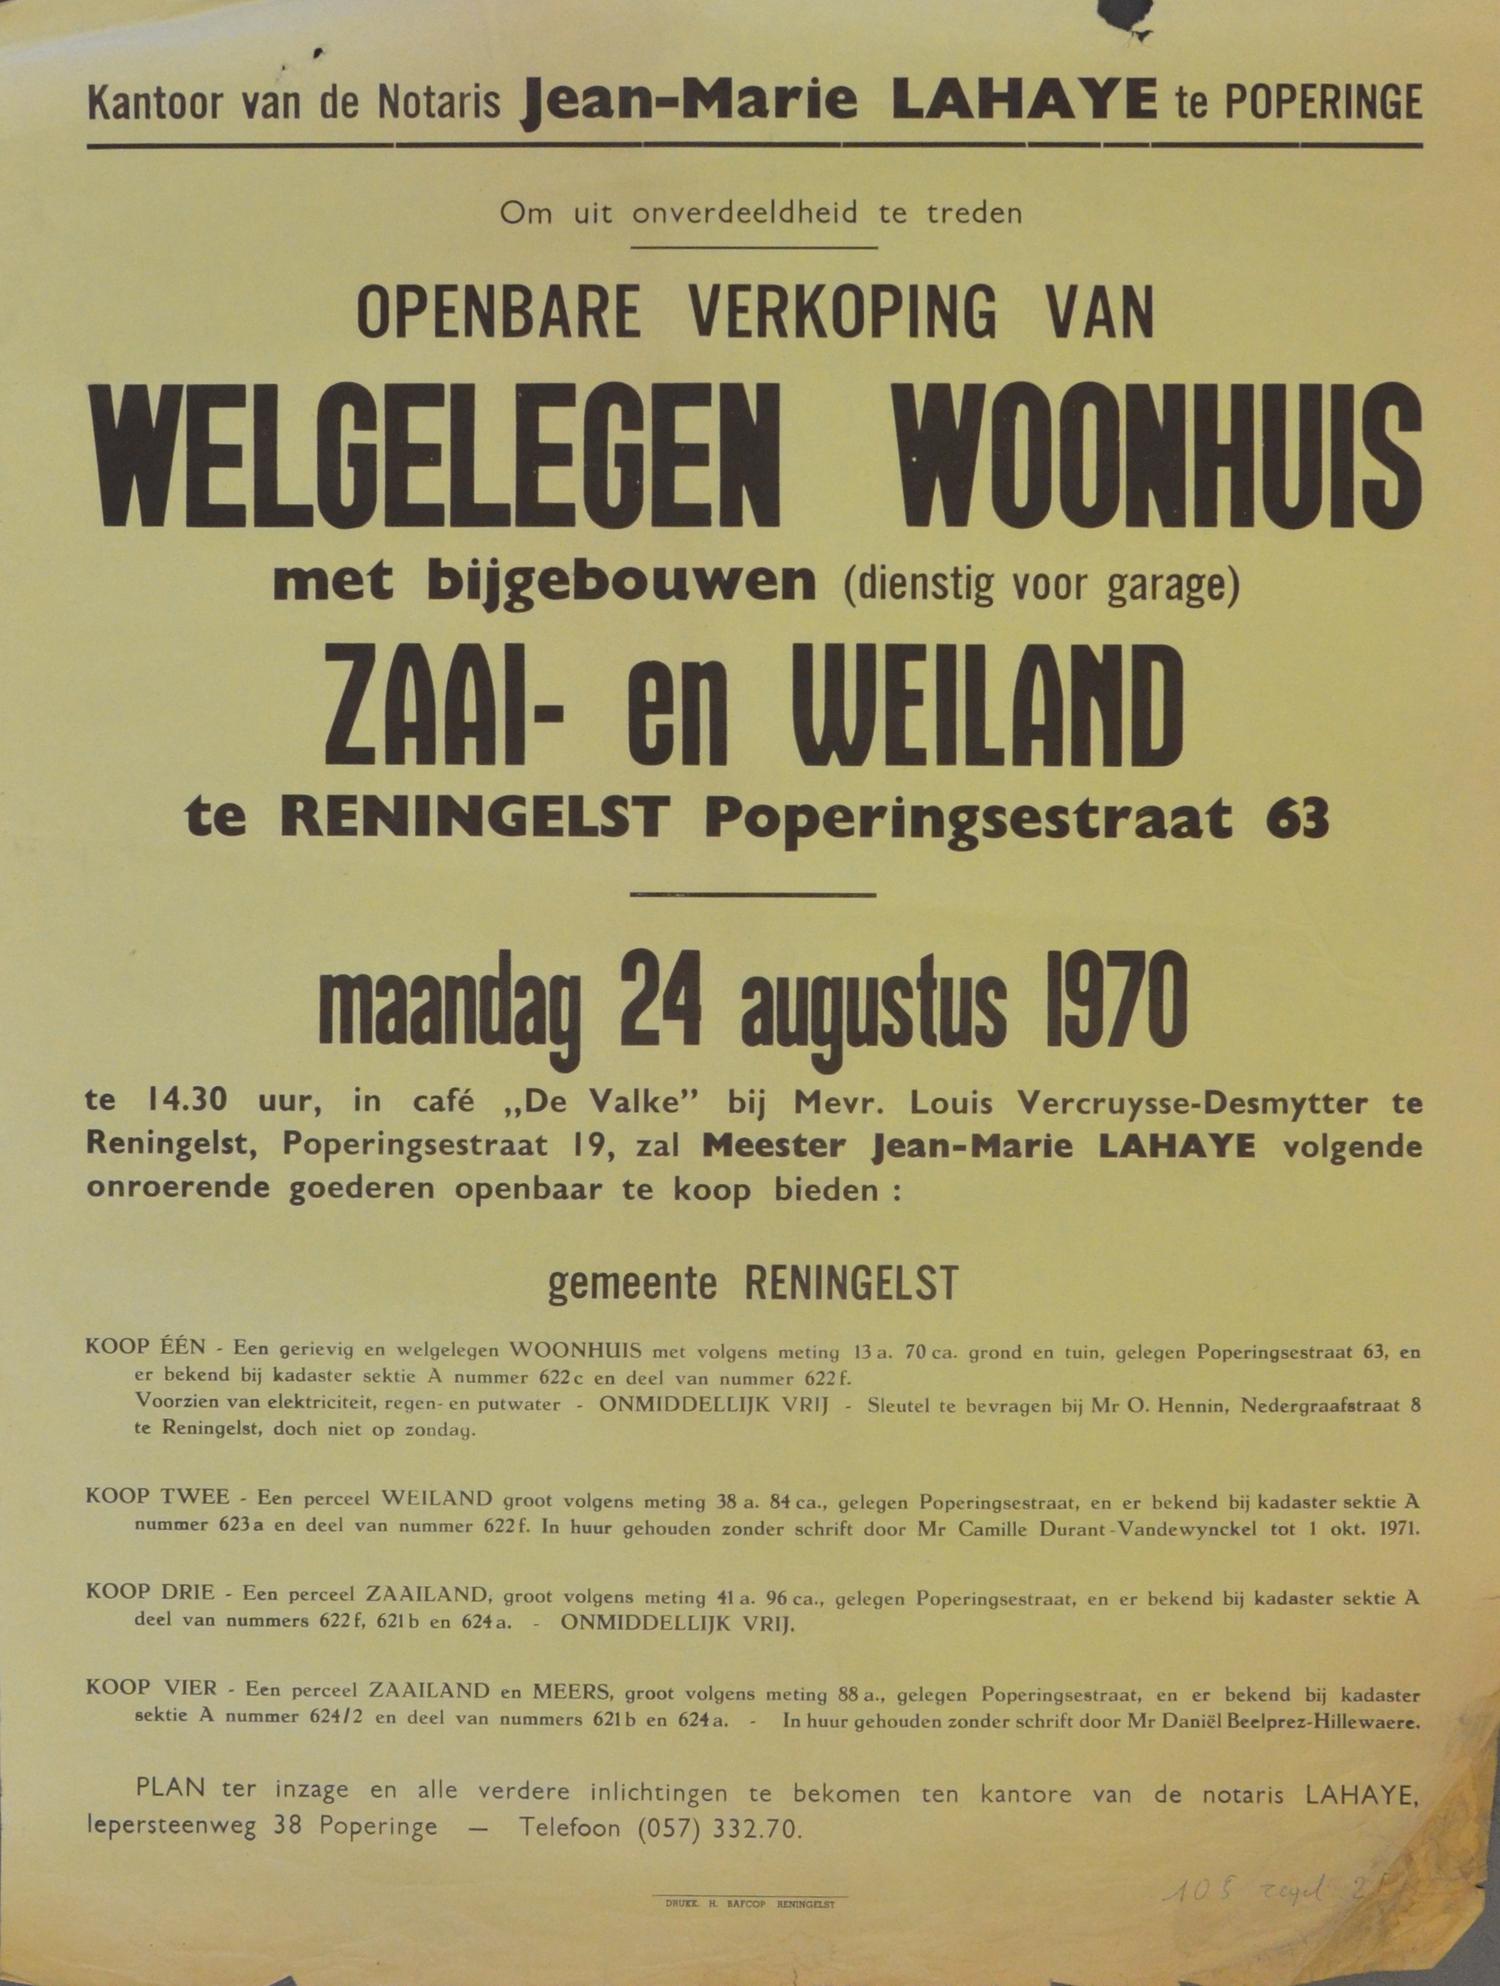 Kantoor van de Notaris Jean-Marie LAHAYE te POPERINGE
Om uit onverdeeldheid te treden
OPENBARE VERKOPING VAN
WELGELEGEN WOONHUIS
met bijgebouwen (dienstig voor garage)
ZAAI- en WEILAND
te RENINGELST Poperingsestraat 63
maandag 24 augustus 1970
te 14.30 uur, in café „De Valke” bij Mevr. Louis Vercruysse-Desmytter te
Reningelst, Poperingsestraat 19, zal Meester Jean-Marie LAHAYE volgende
onroerende goederen openbaar te koop bieden :
gemeente RENINGELST
KOOP ÉÉN - Een gerievig en welgelegen WOONHUIS met volgens meting 13 a. 70 ca. grond en tuin, gelegen Poperingsestraat 63, en
er bekend bij kadaster sektie A nummer 622 c en deel van nummer 622 f.
Voorzien van elektriciteit, regen- en putwater - ONMIDDELLIJK VRIJ - Sleutel te bevragen bij Mr O. Hennin, Nedergraafstraat 8
te Reningelst, doch niet op zondag.
KOOP TWEE - Een perceel WEILAND groot volgens meting 38 a. 84 ca., gelegen Poperingsestraat, en er bekend bij kadaster sektie A
nummer 623 a en deel van nummer 622 f. In huur gehouden zonder schrift door Mr Camille Durant-Vandewynckel tot 1 okt. 1971.
KOOP DRIE - Een perceel ZAAILAND, groot volgens meting 41 a. 96 ca., gelegen Poperingsestraat, en er bekend bij kadaster sektie A
deel van nummers 622 f, 621 b en 624 a. - ONMIDDELLIJK VRIJ.
KOOP VIER - Een perceel ZAAILAND en MEERS, groot volgens meting 88 a., gelegen Poperingsestraat, en er bekend bij kadaster
sektie A nummer 624/2 en deel van nummers 621 b en 624 a. - In huur gehouden zonder schrift door Mr Daniël Beelprez-Hillewaere.
PLAN ter inzage en alle verdere inlichtingen te bekomen ten kantore van de notaris LAHAYE,
Iepersteenweg 38 Poperinge — Telefoon (057) 332.70.
DRUKK. H. BAFCOP RENINGELST
zegel